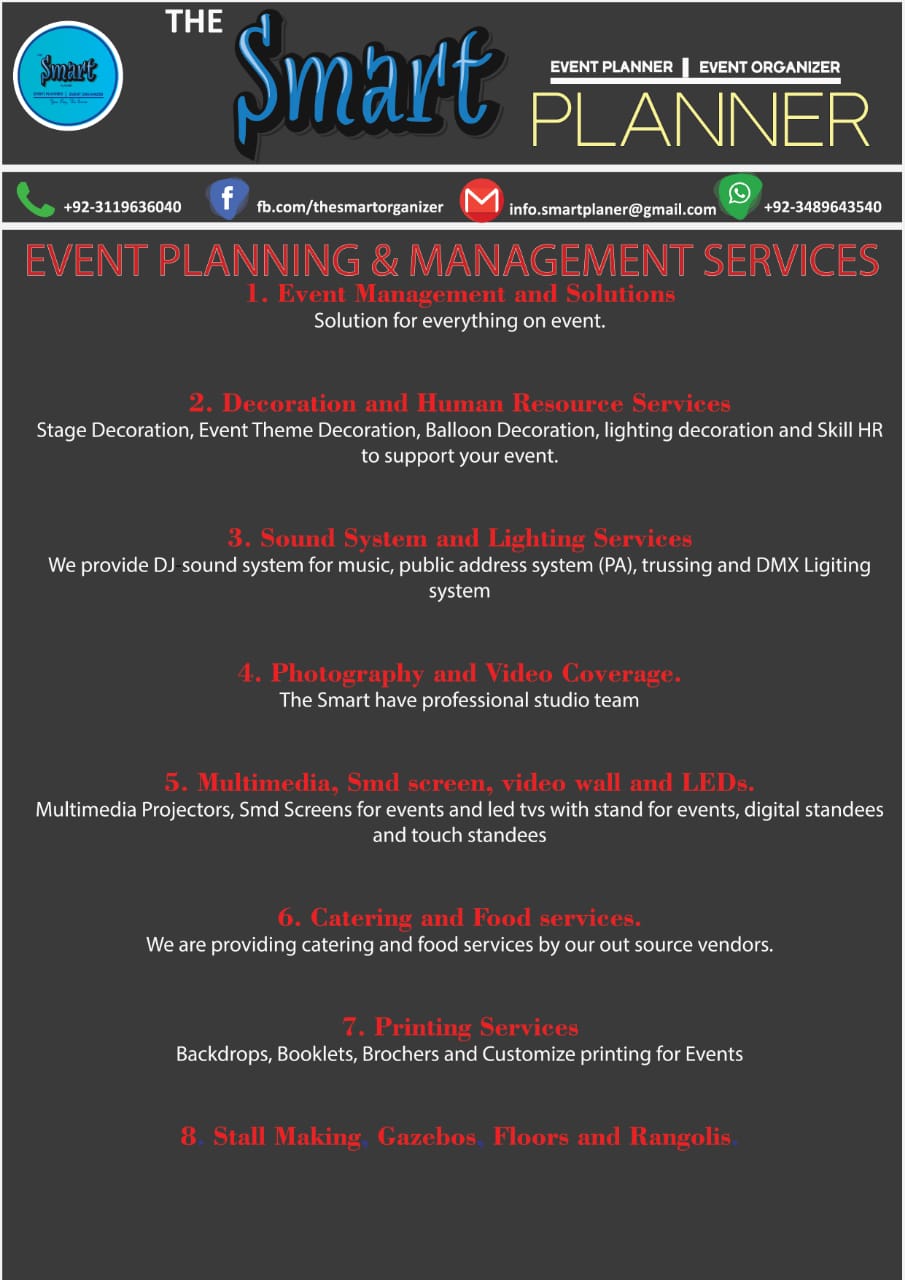 THE
Smart
EVENT PLANNER | EVENT ORGANIZER
PLANNER
Smart
EVENT PLANNER | EVENT ORGANIZER
+92-3119636040
fb.com/thesmartorganizer
info.smartplaner@gmail.com
+92-3489643540
EVENT PLANNING & MANAGEMENT SERVICES
1. Event Management and Solutions
Solution for everything on event.
2. Decoration and Human Resource Services
Stage Decoration, Event Theme Decoration, Balloon Decoration, lighting decoration and Skill HR
to support your event.
3. Sound System and Lighting Services
We provide DJ-sound system for music, public address system (PA), trussing and DMX Ligiting
system
4. Photography and Video Coverage.
The Smart have professional studio team
5. Multimedia, Smd screen, video wall and LEDs.
Multimedia Projectors, Smd Screens for events and led tvs with stand for events, digital standees
and touch standees
6. Catering and Food services.
We are providing catering and food services by our out source vendors.
7. Printing Services
Backdrops, Booklets, Brochers and Customize printing for Events
8. Stall Making, Gazebos, Floors and Rangolis.